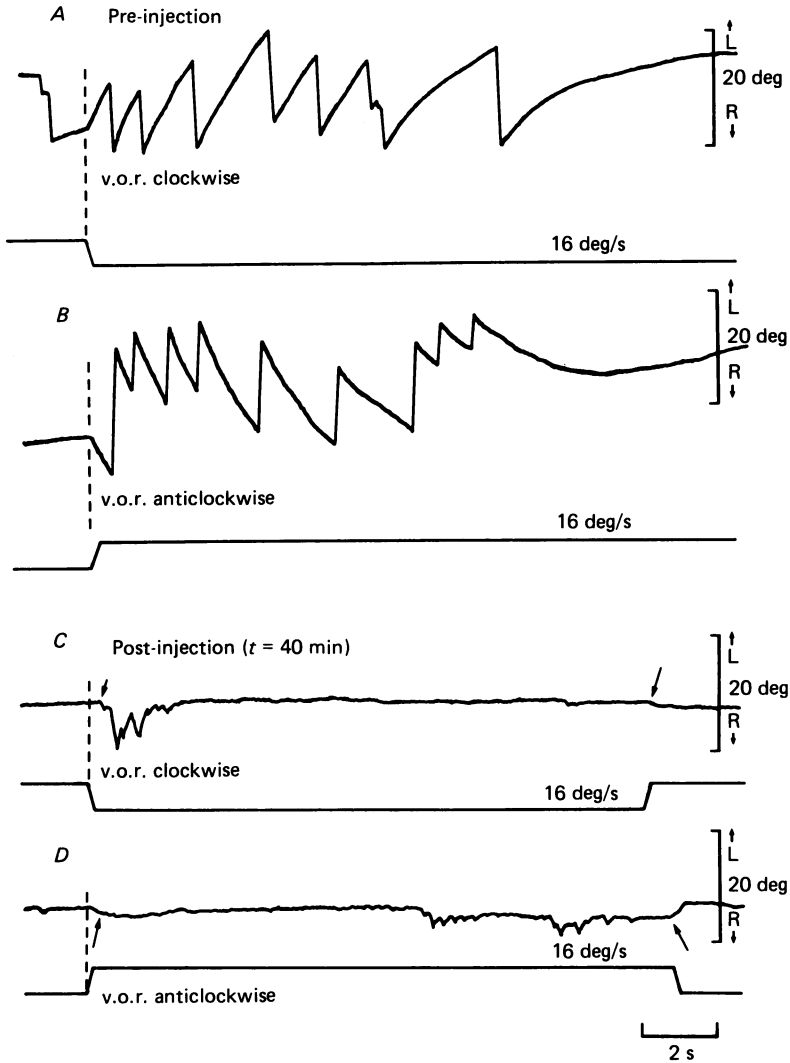 A Pre-injection
L
20 deg
R
v.o.r. clockwise
16 deg/s
B
L
20 deg
R
v.o.r. anticlockwise
16 deg/s
C Post-injection (t = 40 min)
L
20 deg
R
v.o.r. clockwise
16 deg/s
D
L
20 deg
R
16 deg/s
v.o.r. anticlockwise
2 s